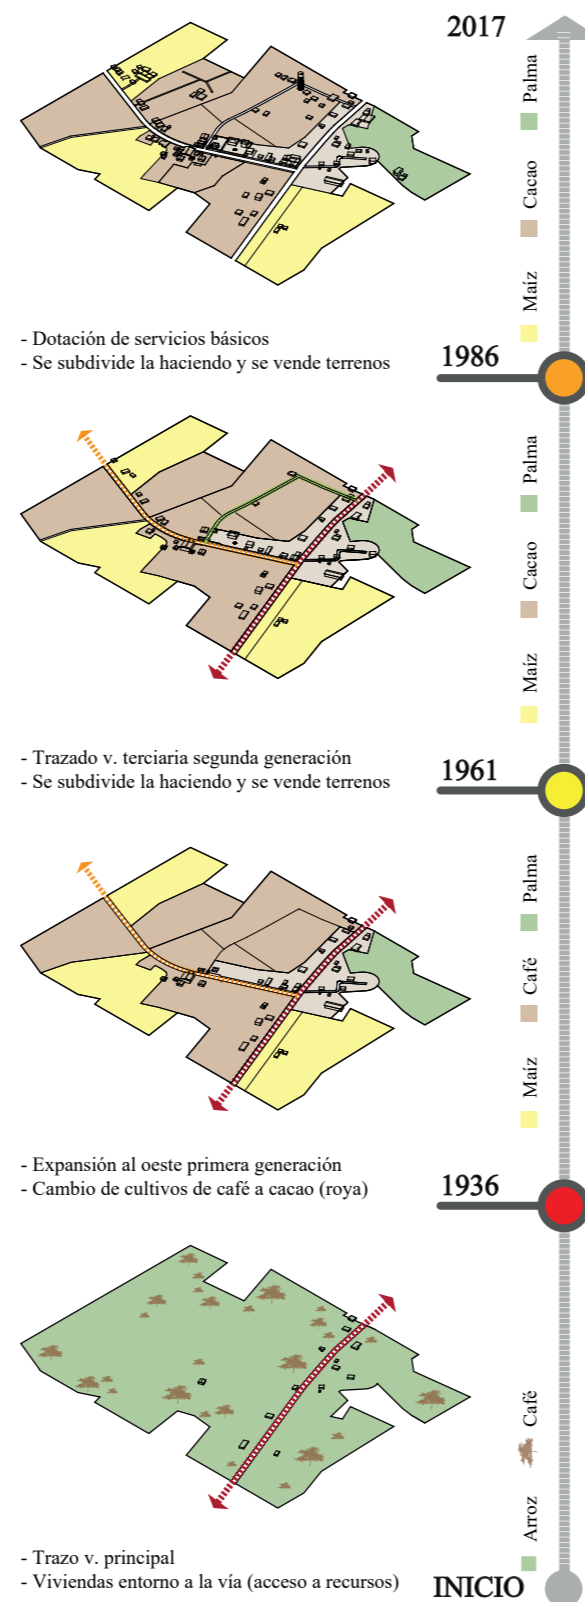 2017
Palma
Cacao
Maíz
- Dotación de servicios básicos
- Se subdivide la haciendo y se vende terrenos
1986
Palma
Cacao
Maíz
- Trazado v. terciaria segunda generación
- Se subdivide la haciendo y se vende terrenos
1961
Palma
Café
Maíz
- Expansión al oeste primera generación
- Cambio de cultivos de café a cacao (roya)
1936
Café
Arroz
- Trazo v. principal
- Viviendas entorno a la vía (acceso a recursos)
INICIO